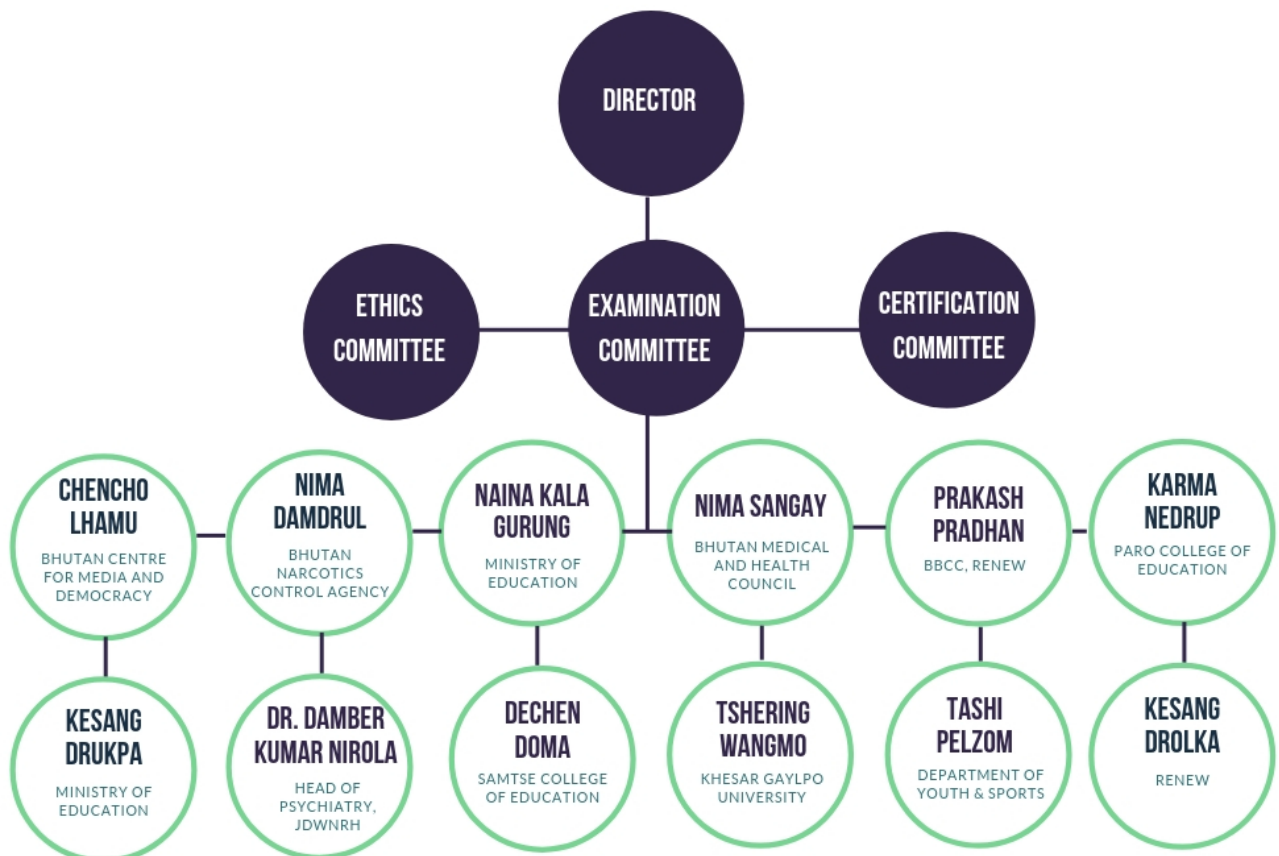 DIRECTOR
ETHICS
COMMITTEE
EXAMINATION
COMMITTEE
CERTIFICATION
COMMITTEE
CHENCHO
LHAMU
BHUTAN CENTRE
FOR MEDIA AND
DEMOCRACY
NIMA
DAMDRUL
BHUTAN
NARCOTICS
CONTROL AGENCY
NAINA KALA
GURUNG
MINISTRY OF
EDUCATION
NIMA SANGAY
BHUTAN MEDICAL
AND HEALTH
COUNCIL
PRAKASH
PRADHAN
BBCC, RENEW
KARMA
NEDRUP
PARO COLLEGE OF
EDUCATION
KESANG
DRUKPA
MINISTRY OF
EDUCATION
DR. DAMBER
KUMAR NIROLA
HEAD OF
PSYCHIATRY,
JDWNRH
DECHEN
DOMA
SAMTSE COLLEGE
OF EDUCATION
TSHERING
WANGMO
KHESAR GAYLPO
UNIVERSITY
TASHI
PELZOM
DEPARTMENT OF
YOUTH & SPORTS
KESANG
DROLKA
RENEW